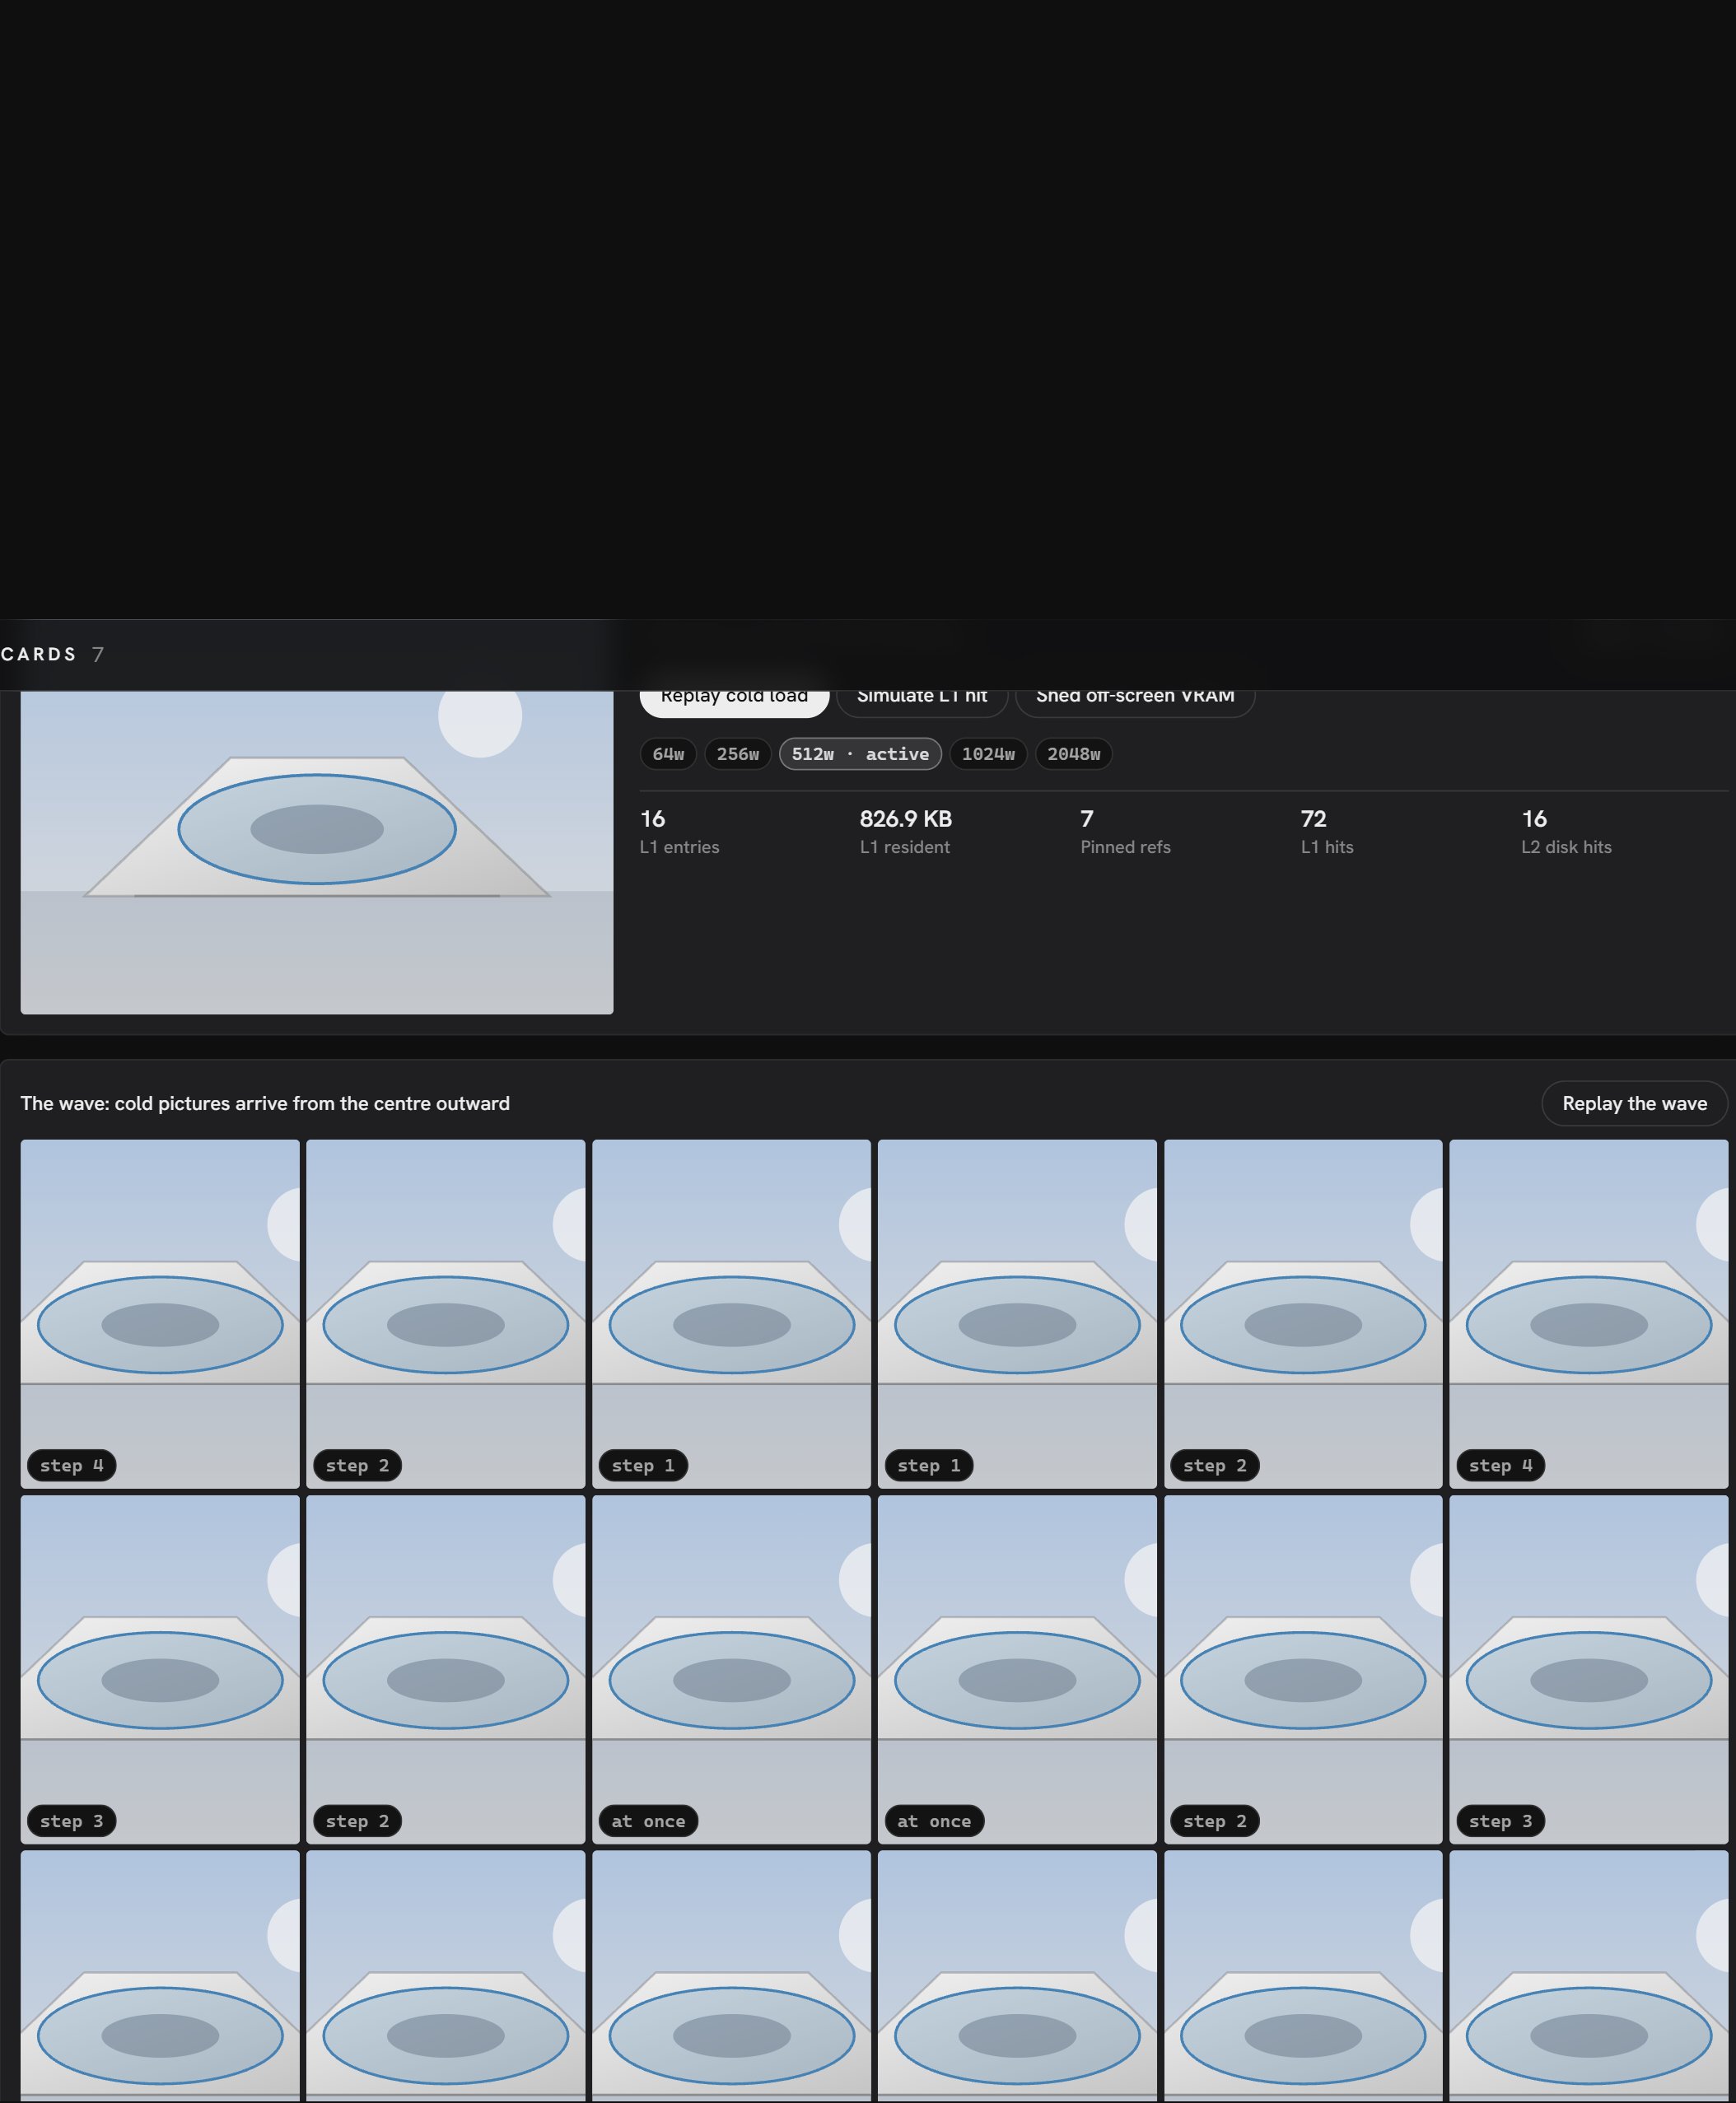 CARDS 7
Replay cold load Simulate L1 hit Shed off-screen VRAM
64w 256w 512w · active 1024w 2048w
16 826.9 KB 7 72 16
L1 entries L1 resident Pinned refs L1 hits L2 disk hits
The wave: cold pictures arrive from the centre outward Replay the wave
step 4 step 2 step 1 step 1 step 2 step 4
step 3 step 2 at once at once step 2 step 3